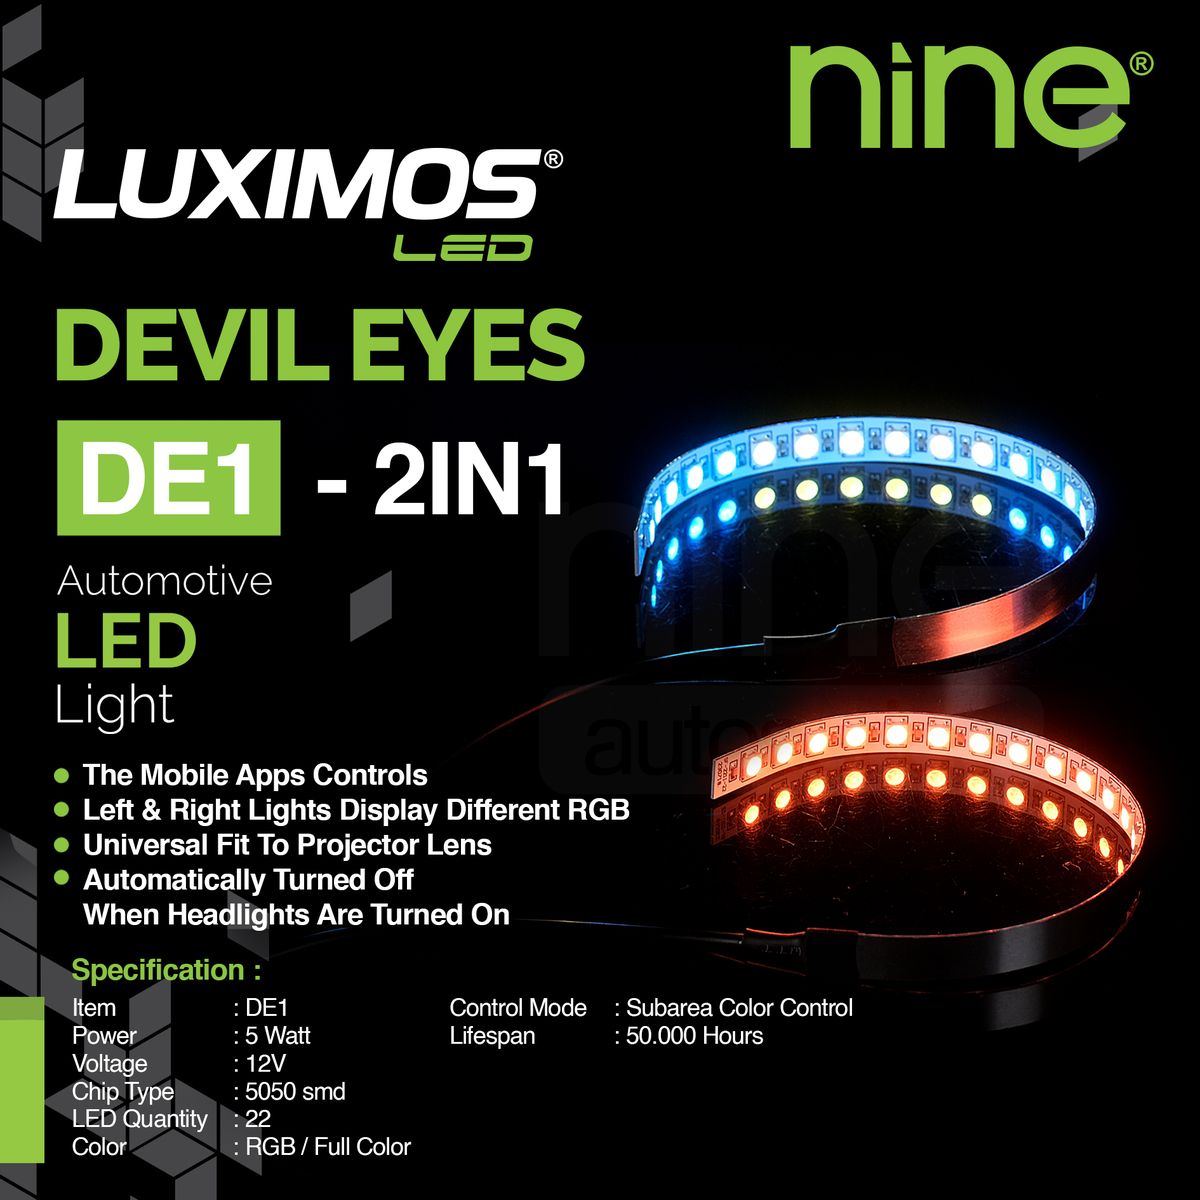 nine®
LUXIMOS®
LED
DEVIL EYES
DE1 - 2IN1
Automotive
LED
Light
The Mobile Apps Controls
Left & Right Lights Display Different RGB
Universal Fit To Projector Lens
Automatically Turned Off
When Headlights Are Turned On
Specification :
Item : DE1
Power : 5 Watt
Voltage : 12V
Chip Type : 5050 smd
LED Quantity : 22
Color : RGB / Full Color
Control Mode : Subarea Color Control
Lifespan : 50.000 Hours
nine